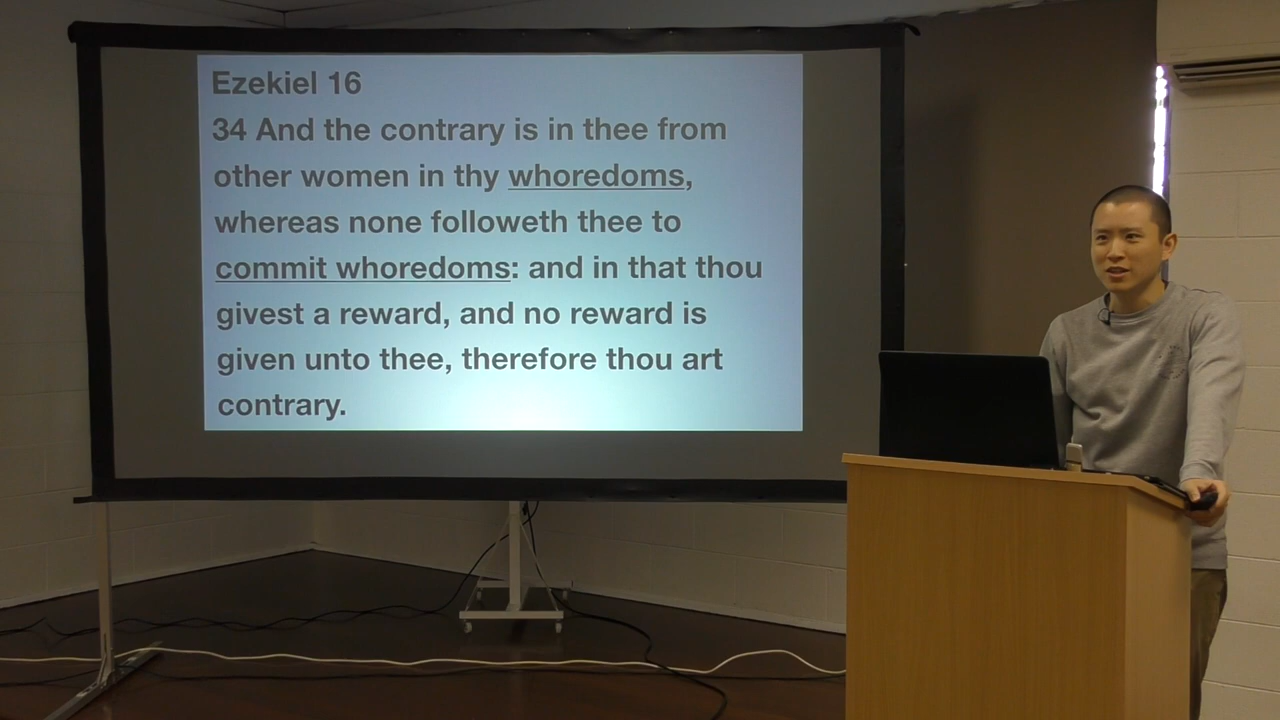 Ezekiel 16
34 And the contrary is in thee from
other women in thy whoredoms,
whereas none followeth thee to
commit whoredoms: and in that thou
givest a reward, and no reward is
given unto thee, therefore thou art
contrary.